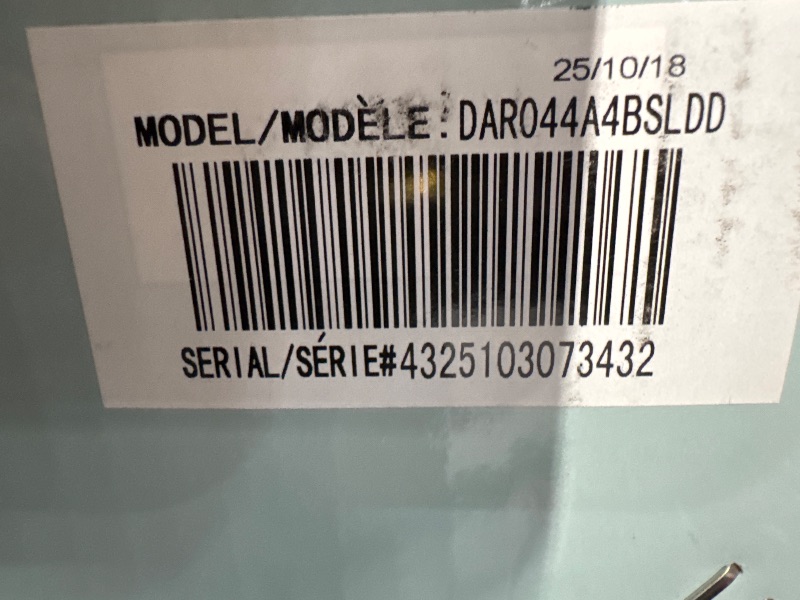 25/10/18
MODEL/MODÈLE:DAR044A4BSLDD
SERIAL/SÉRIE#4325103073432